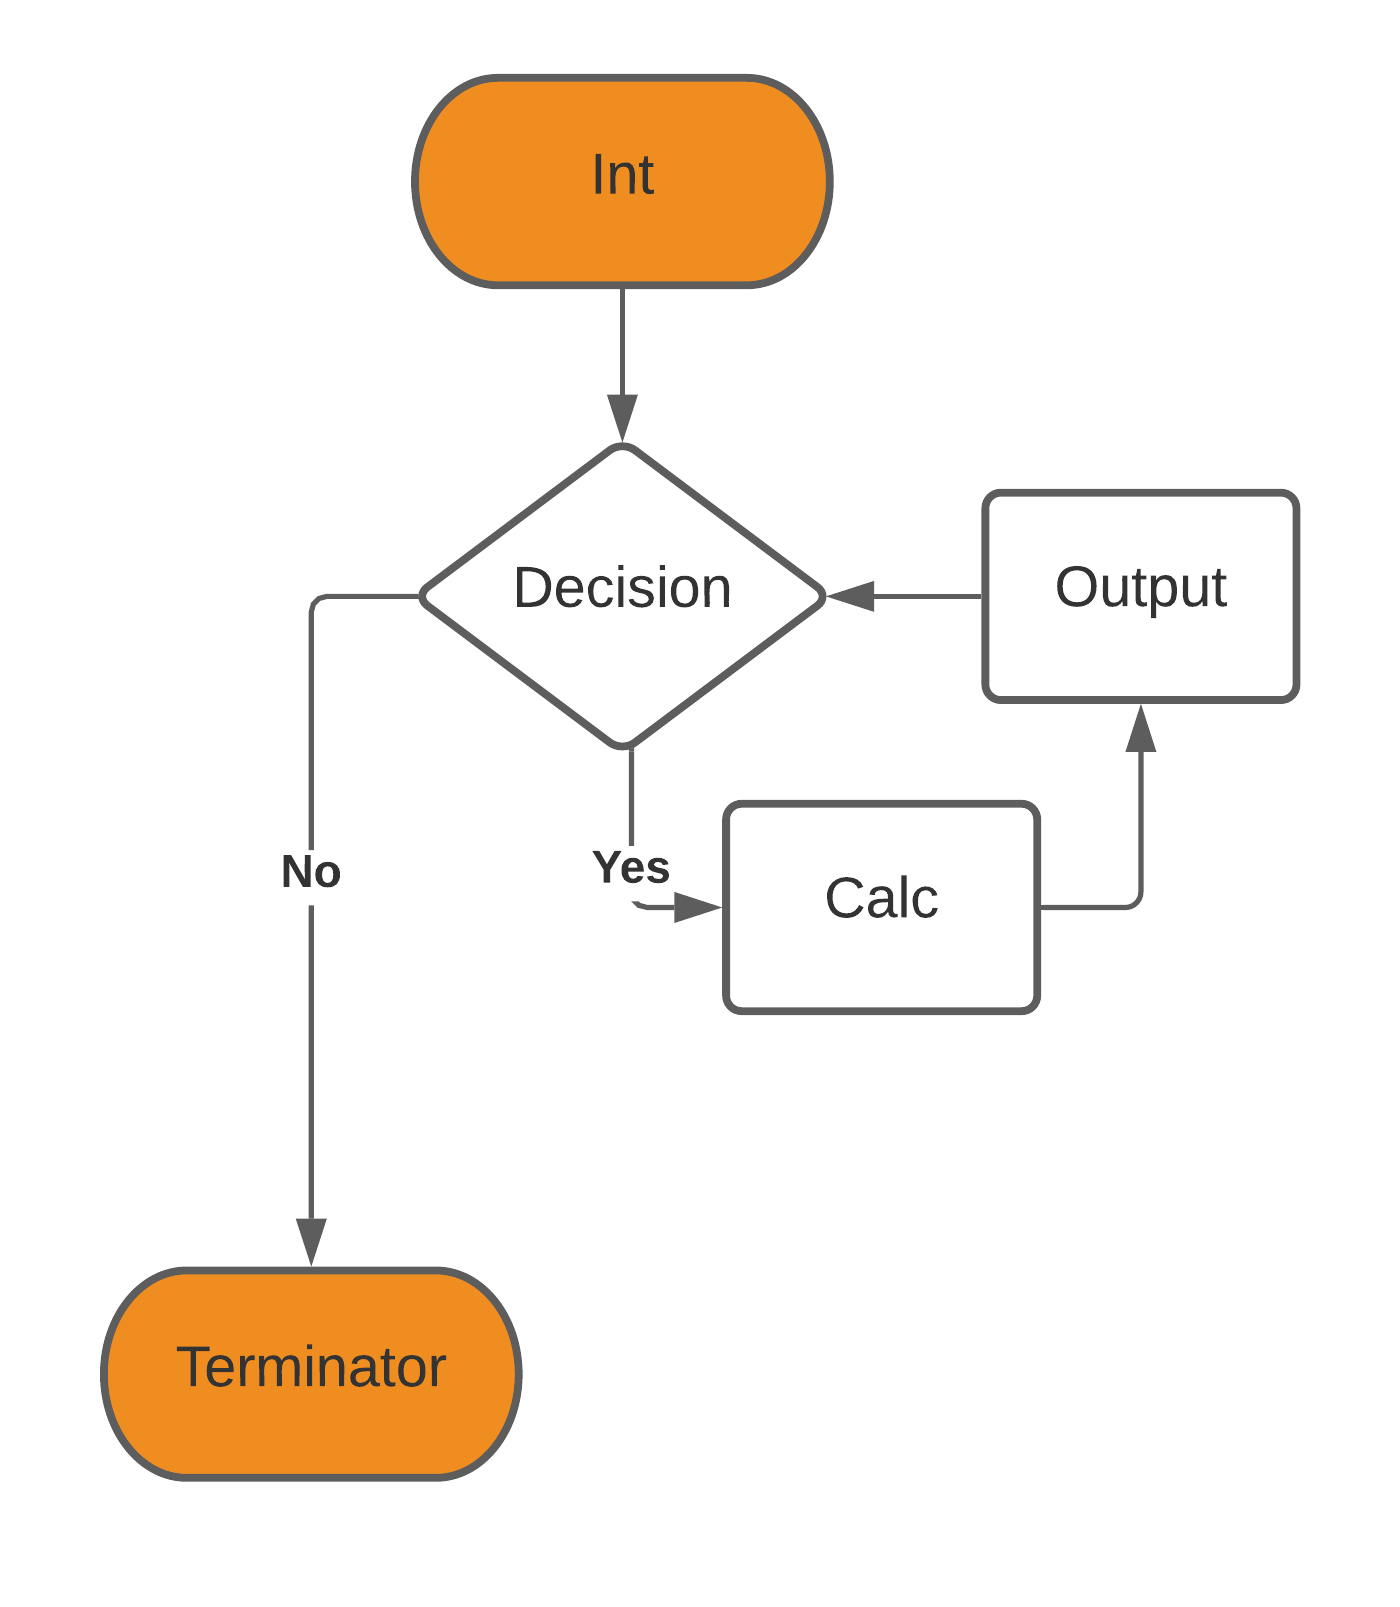 Int
Decision
Output
No
Yes
Calc
Terminator